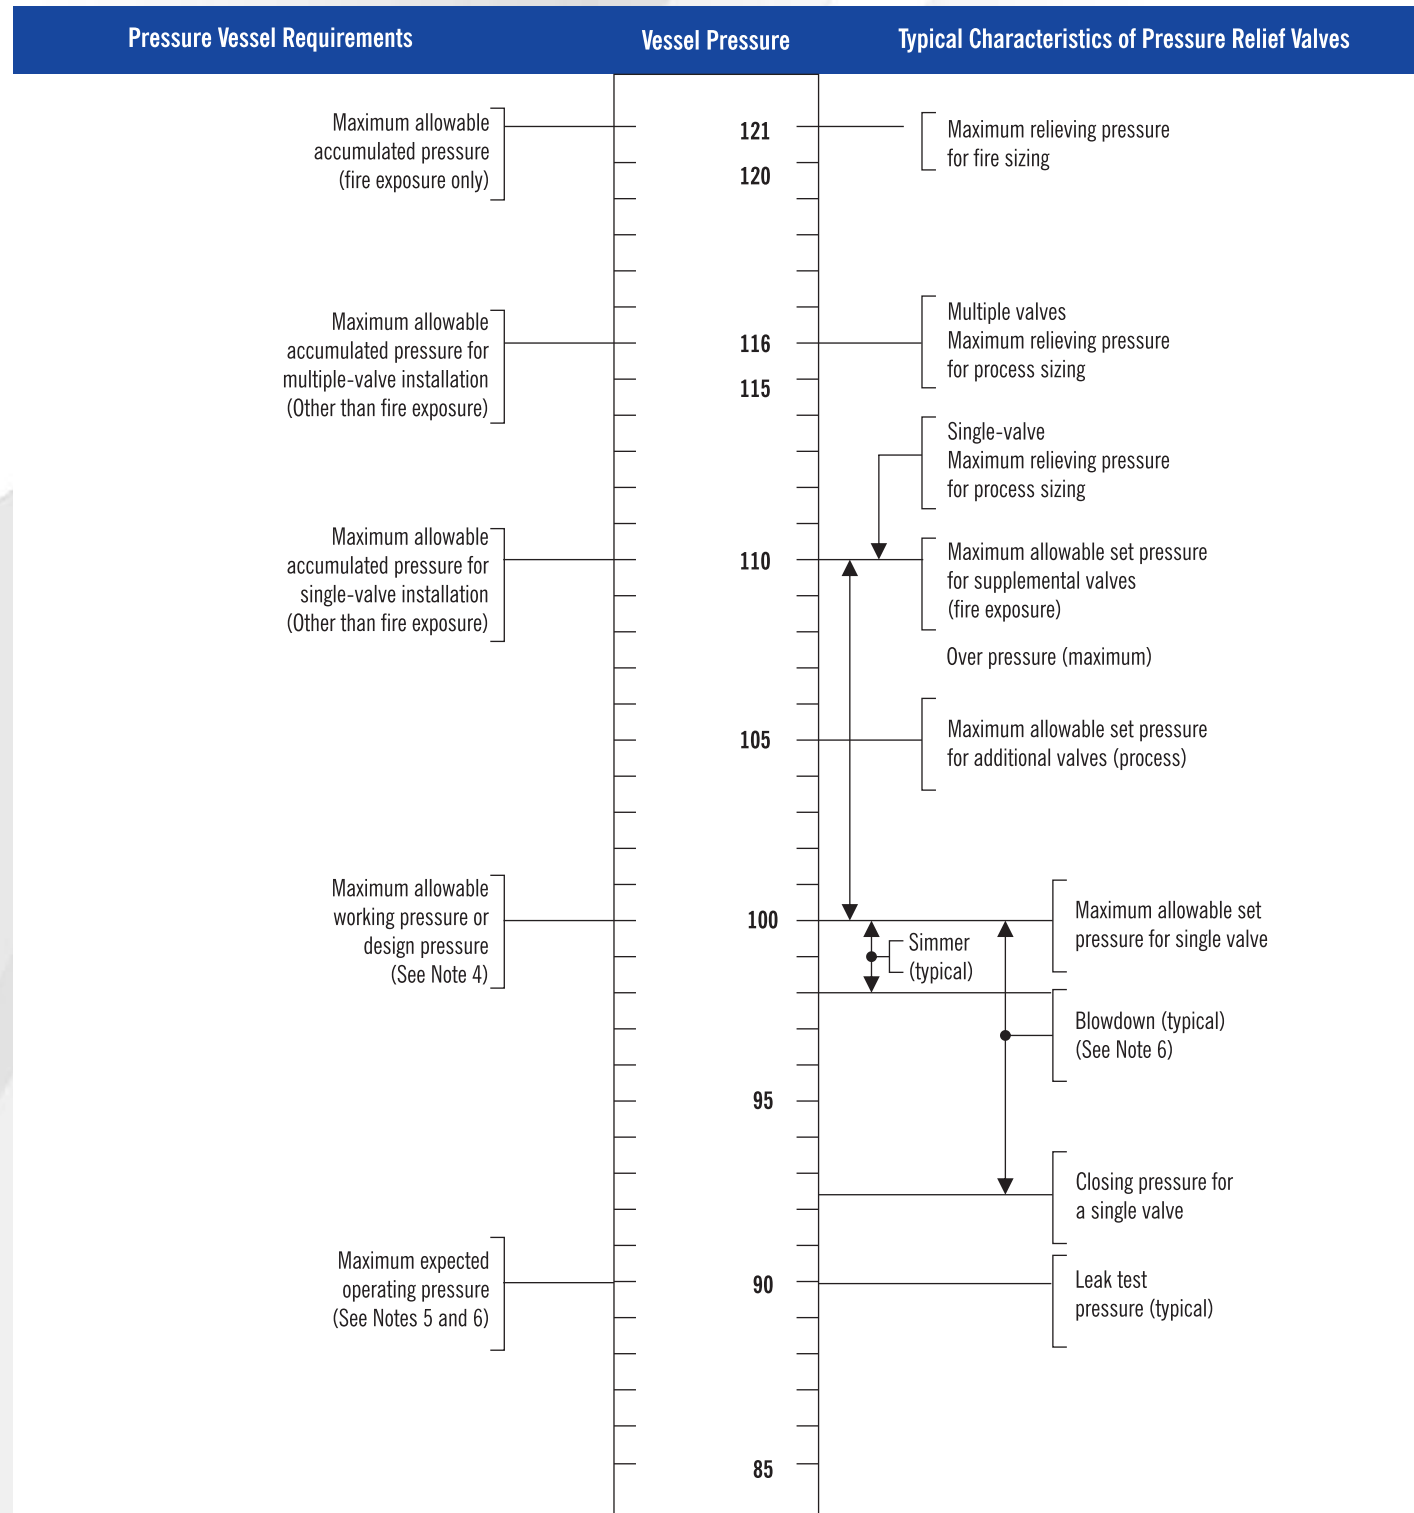 Pressure Vessel Requirements
Vessel Pressure
Typical Characteristics of Pressure Relief Valves
Maximum allowable
accumulated pressure
(fire exposure only)
121
120
Maximum relieving pressure
for fire sizing
Maximum allowable
accumulated pressure for
multiple-valve installation
(Other than fire exposure)
116
115
Multiple valves
Maximum relieving pressure
for process sizing
Single-valve
Maximum relieving pressure
for process sizing
Maximum allowable
accumulated pressure for
single-valve installation
(Other than fire exposure)
110
Maximum allowable set pressure
for supplemental valves
(fire exposure)
Over pressure (maximum)
105
Maximum allowable set pressure
for additional valves (process)
Maximum allowable
working pressure or
design pressure
(See Note 4)
100
Simmer
(typical)
Maximum allowable set
pressure for single valve
Blowdown (typical)
(See Note 6)
95
Closing pressure for
a single valve
Maximum expected
operating pressure
(See Notes 5 and 6)
90
Leak test
pressure (typical)
85